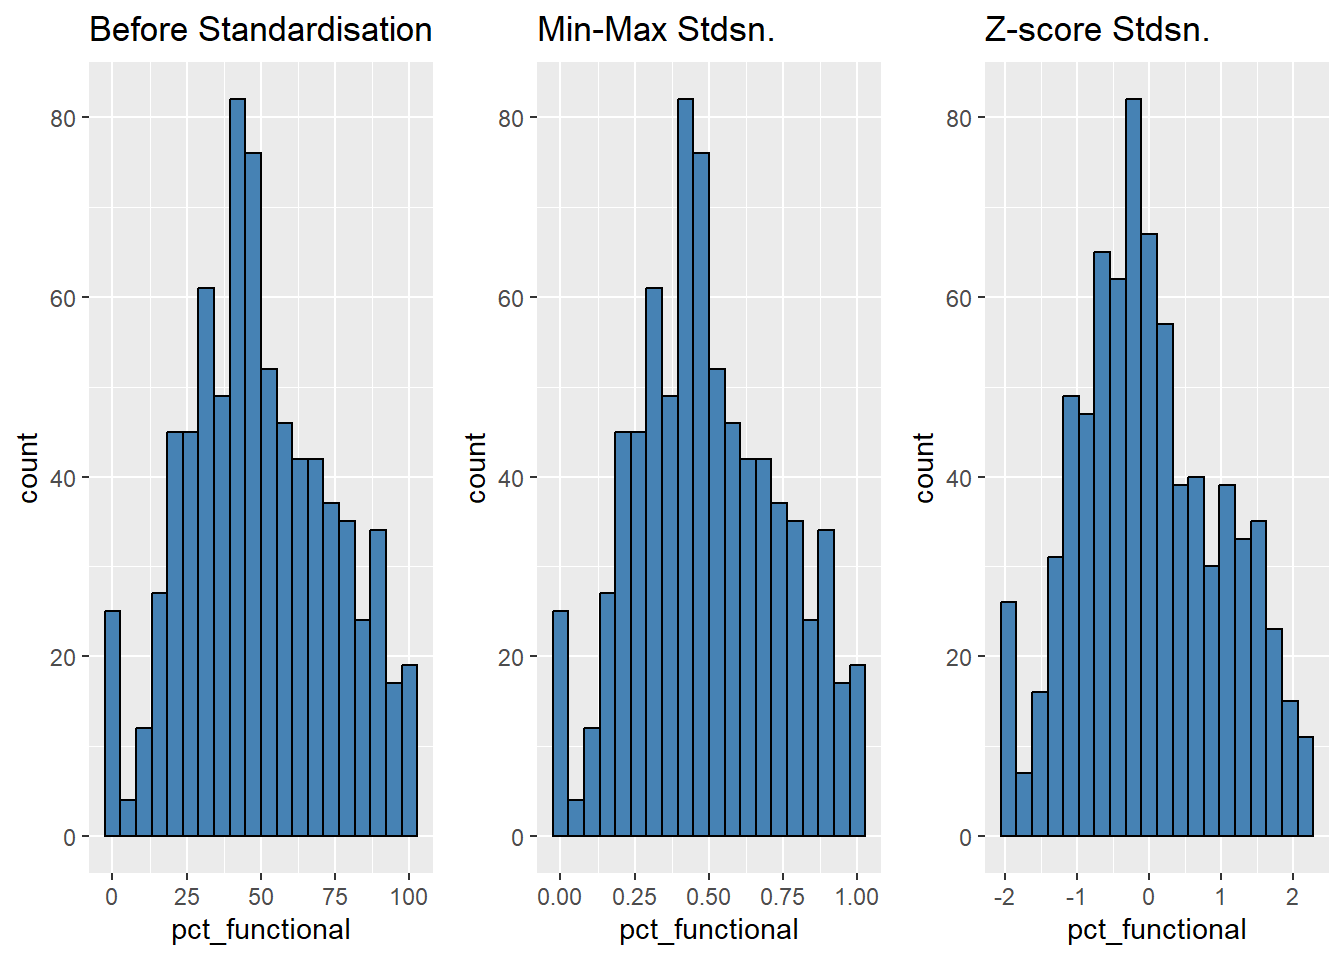 Before Standardisation
80
60
40
20
0
count
0 25 50 75 100
pct_functional
Min-Max Stdsn.
80
60
40
20
0
count
0.00 0.25 0.50 0.75 1.00
pct_functional
Z-score Stdsn.
80
60
40
20
0
count
-2 -1 0 1 2
pct_functional